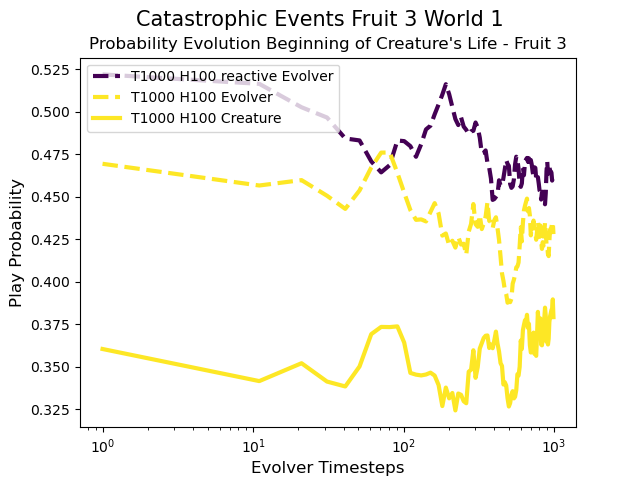 Catastrophic Events Fruit 3 World 1
Probability Evolution Beginning of Creature's Life - Fruit 3
T1000 H100 reactive Evolver
T1000 H100 Evolver
T1000 H100 Creature
Play Probability
0.525
0.500
0.475
0.450
0.425
0.400
0.375
0.350
0.325
10⁰ 10¹ 10² 10³
Evolver Timesteps